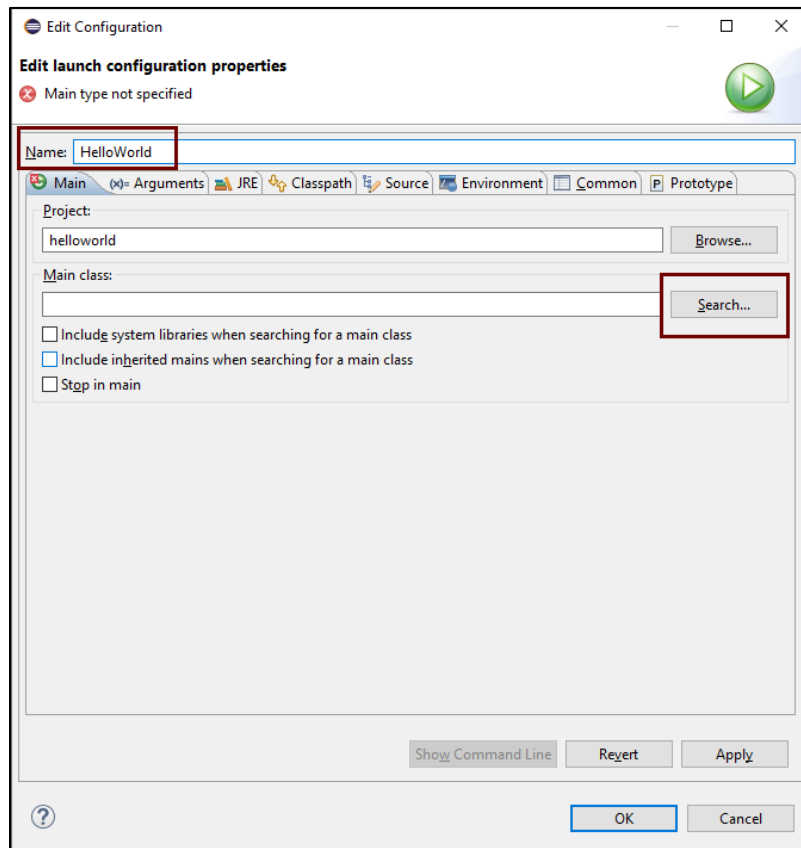 Edit Configuration
Edit launch configuration properties
Main type not specified
Name: HelloWorld
Main (x)= Arguments JRE Classpath Source Environment Common P Prototype
Project:
helloworld Browse...
Main class:
Search...
Include system libraries when searching for a main class
Include inherited mains when searching for a main class
Stop in main
Show Command Line Revert Apply
? OK Cancel